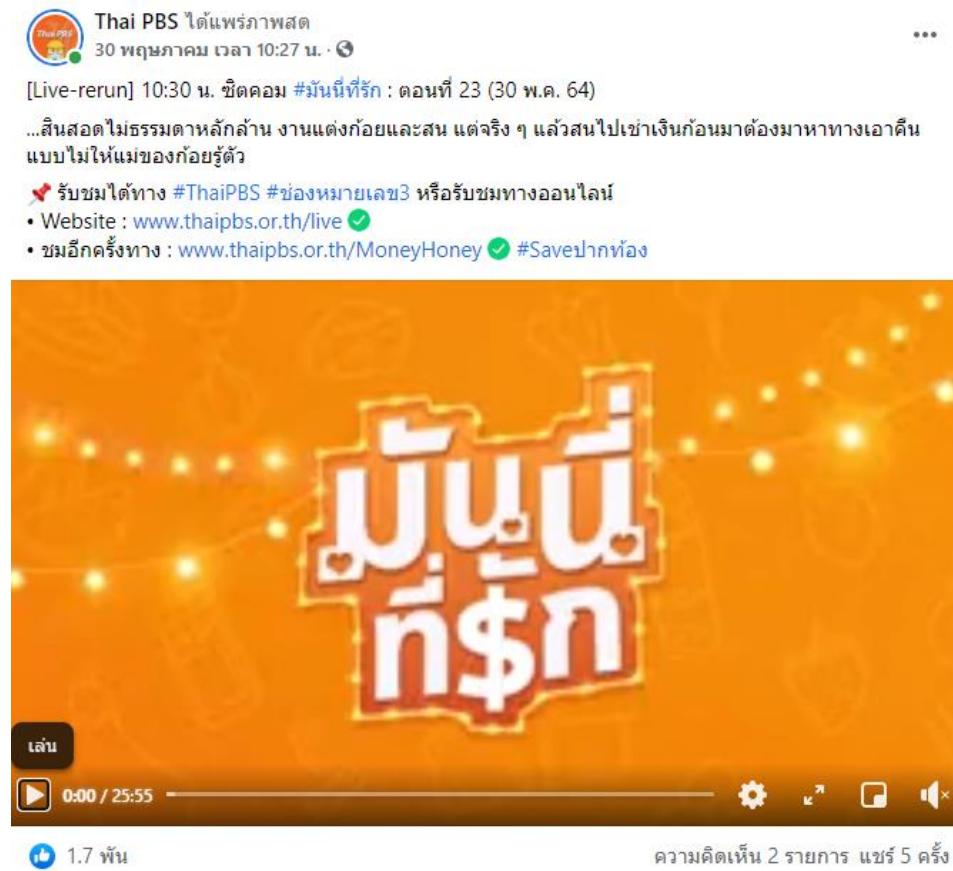 Thai PBS ได้แพร่ภาพสด
30 พฤษภาคม เวลา 10:27 น. ·
[Live-rerun] 10:30 น. ซิตคอม #มันนี่ที่รัก : ตอนที่ 23 (30 พ.ค. 64)
...สินสอดไม่ธรรมดาหลักล้าน งานแต่งก้อยและสน แต่จริง ๆ แล้วสนไปเช่าเงินก้อนมาต้องมาหาทางเอาคืน
แบบไม่ให้แม่ของก้อยรู้ตัว
📌 รับชมได้ทาง #ThaiPBS #ช่องหมายเลข3 หรือรับชมทางออนไลน์
• Website : www.thaipbs.or.th/live ✅
• ชมอีกครั้งทาง : www.thaipbs.or.th/MoneyHoney ✅ #Saveปากท้อง
มันนี่
ที่$ัก
เล่น
0:00 / 25:55
1.7 พัน
ความคิดเห็น 2 รายการ แชร์ 5 ครั้ง